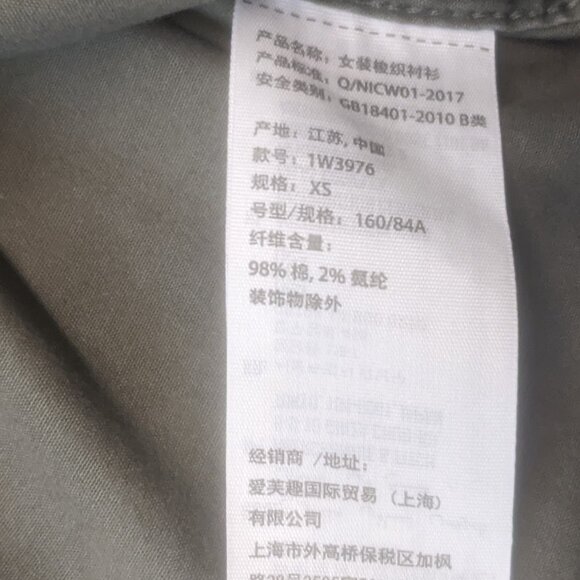 产品名称: 女装梭织衬衫
产品标准: Q/NICW01-2017
安全类别: GB18401-2010 B类
产地: 江苏, 中国
款号: 1W3976
规格: XS
号型/规格: 160/84A
纤维含量:
98% 棉, 2% 氨纶
装饰物除外
经销商 /地址:
爱芙趣国际贸易 (上海)
有限公司
上海市外高桥保税区加枫